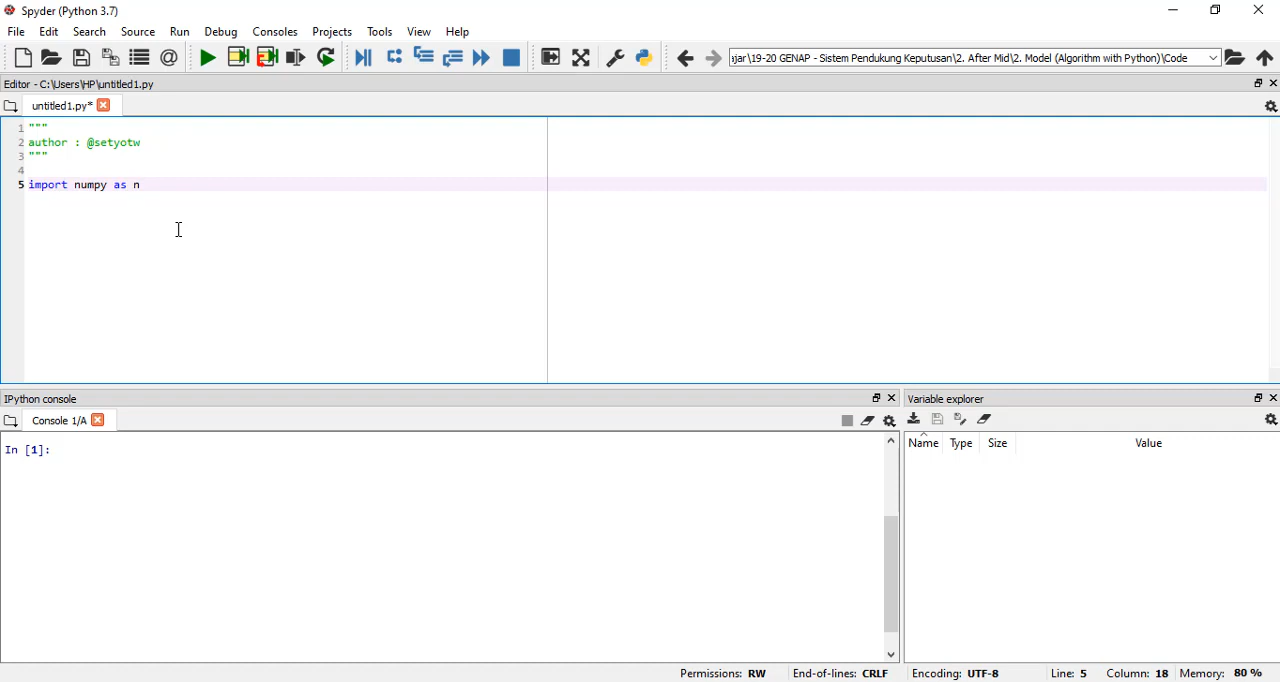 Spyder (Python 3.7)
File Edit Search Source Run Debug Consoles Projects Tools View Help
ɪjar\19-20 GENAP - Sistem Pendukung Keputusan\2. After Mid\2. Model (Algorithm with Python)\Code
Editor - C:\Users\HP\untitled1.py
untitled1.py*
1 """
2 author : @setyotw
3 """
4
5 import numpy as n
IPython console
Console 1/A
In [1]:
Variable explorer
Name Type Size Value
Permissions: RW End-of-lines: CRLF Encoding: UTF-8 Line: 5 Column: 18 Memory: 80 %